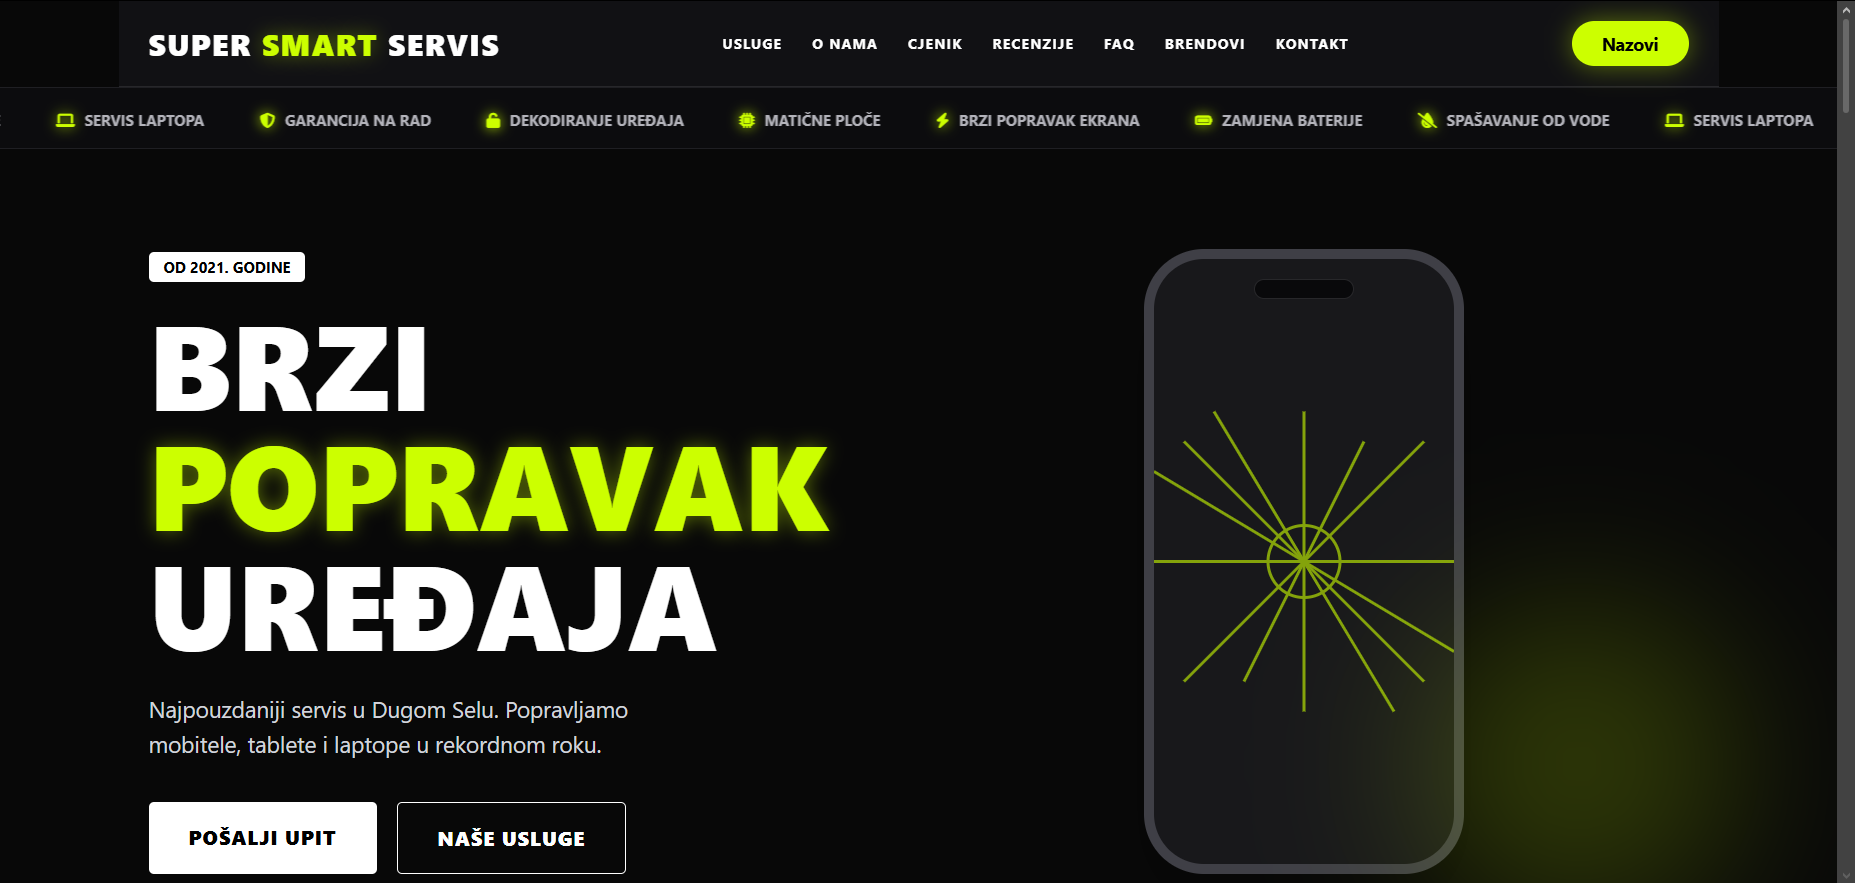 SUPER SMART SERVIS
USLUGE O NAMA CJENIK RECENZIJE FAQ BRENDOVI KONTAKT
Nazovi
SERVIS LAPTOPA GARANCIJA NA RAD DEKODIRANJE UREĐAJA MATIČNE PLOČE BRZI POPRAVAK EKRANA ZAMJENA BATERIJE SPAŠAVANJE OD VODE SERVIS LAPTOPA
OD 2021. GODINE
BRZI
POPRAVAK
UREĐAJA
Najpouzdaniji servis u Dugom Selu. Popravljamo
mobitele, tablete i laptope u rekordnom roku.
POŠALJI UPIT
NAŠE USLUGE